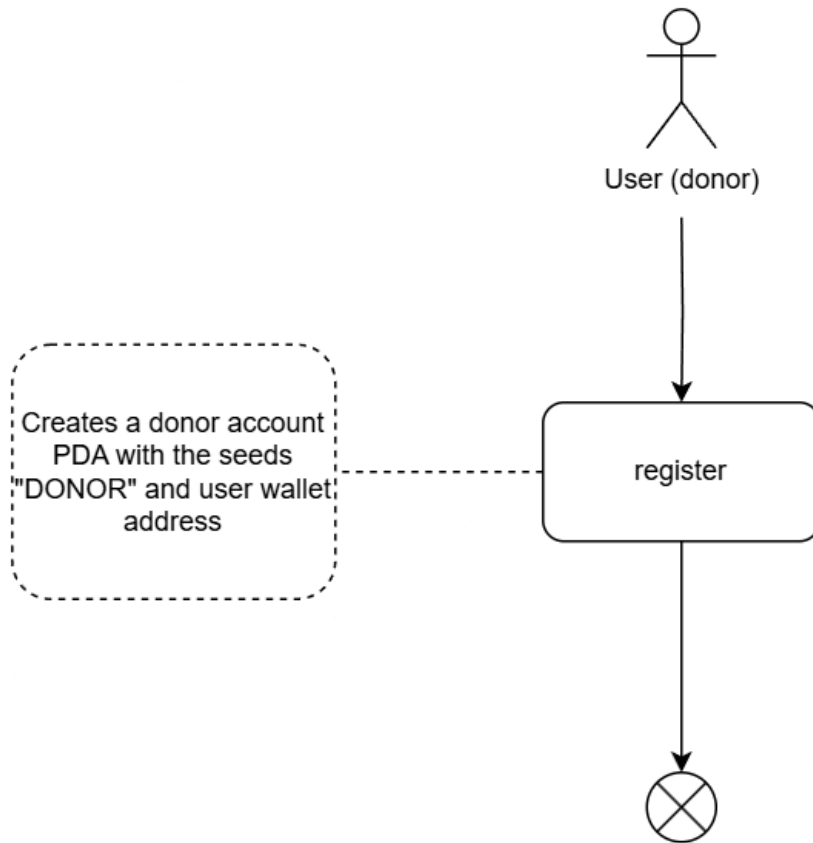 User (donor)
Creates a donor account
PDA with the seeds
"DONOR" and user wallet
address
register